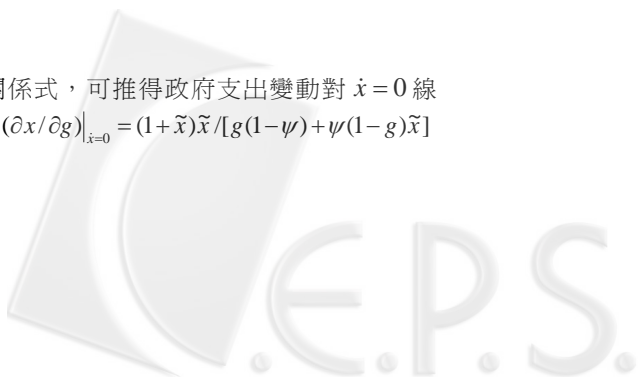 關係式，可推得政府支出變動對 ẋ = 0 線
(∂x/∂g)|ẋ=0 = (1+x̃)x̃/[g(1−ψ)+ψ(1−g)x̃]
C.E.P.S.